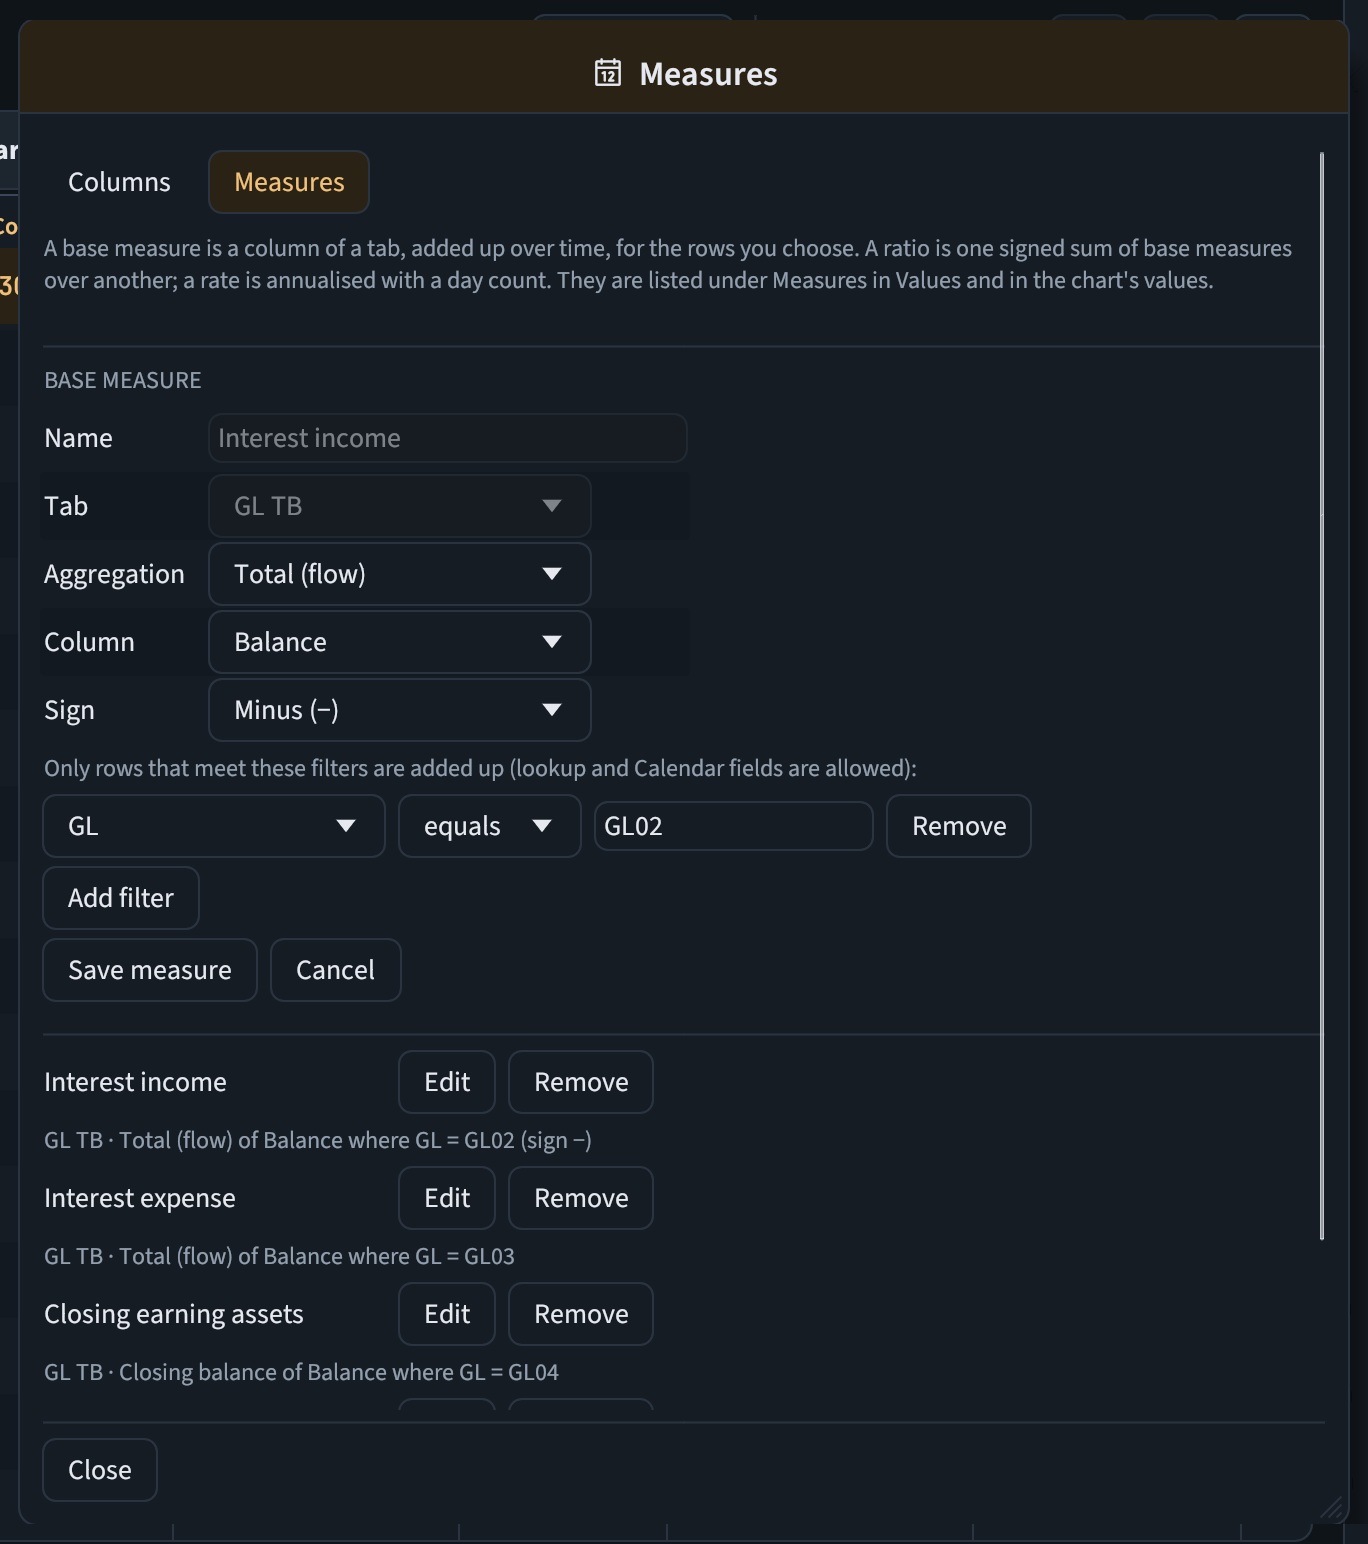 Measures
Columns
Measures
A base measure is a column of a tab, added up over time, for the rows you choose. A ratio is one signed sum of base measures
over another; a rate is annualised with a day count. They are listed under Measures in Values and in the chart's values.
BASE MEASURE
Name Interest income
Tab GL TB
Aggregation Total (flow)
Column Balance
Sign Minus (−)
Only rows that meet these filters are added up (lookup and Calendar fields are allowed):
GL equals GL02 Remove
Add filter
Save measure Cancel
Interest income Edit Remove
GL TB · Total (flow) of Balance where GL = GL02 (sign −)
Interest expense Edit Remove
GL TB · Total (flow) of Balance where GL = GL03
Closing earning assets Edit Remove
GL TB · Closing balance of Balance where GL = GL04
Close